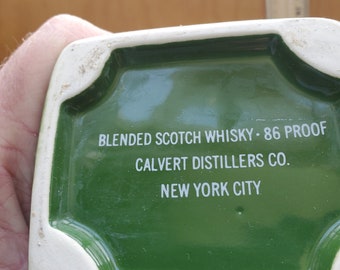 BLENDED SCOTCH WHISKY · 86 PROOF
CALVERT DISTILLERS CO.
NEW YORK CITY